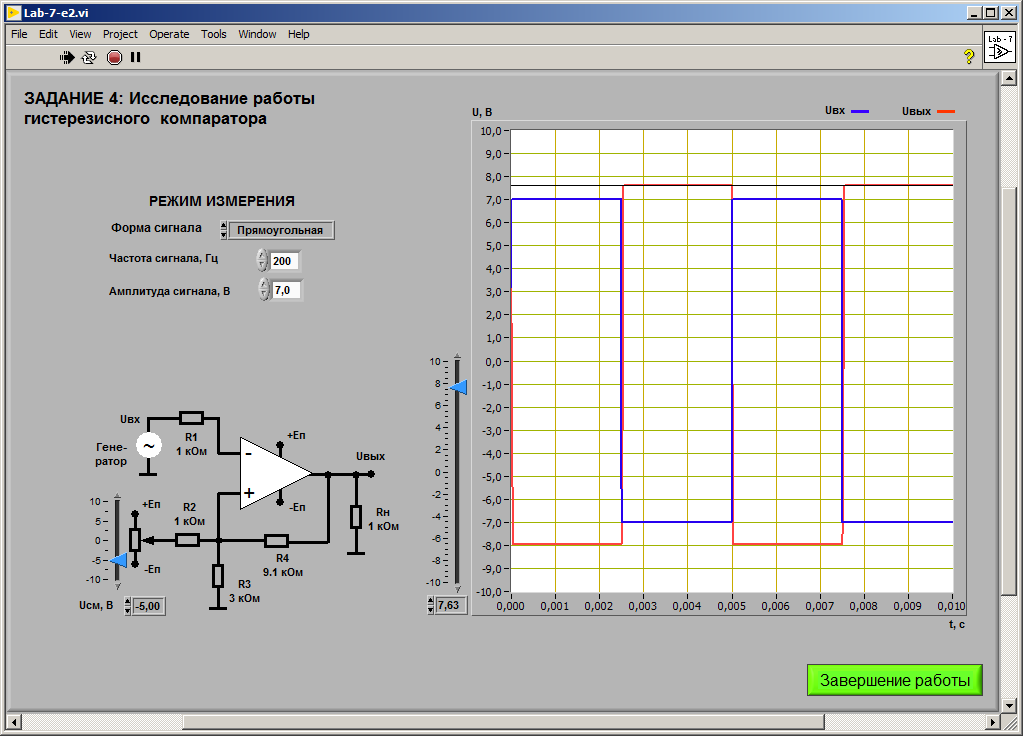 Lab-7-e2.vi
File Edit View Project Operate Tools Window Help
Lab - 7
ЗАДАНИЕ 4: Исследование работы
гистерезисного компаратора
РЕЖИМ ИЗМЕРЕНИЯ
Форма сигнала Прямоугольная
Частота сигнала, Гц 200
Амплитуда сигнала, В 7,0
Uвх
R1
1 кОм
Гене-
ратор
~
-
+
+Еп
-Еп
Uвых
Rн
1 кОм
+Еп
-Еп
R2
1 кОм
R4
9.1 кОм
R3
3 кОм
10
5
0
-5
-10
Uсм, В -5,00
10
8
6
4
2
0
-2
-4
-6
-8
-10
7,63
U, В
Uвх Uвых
10,0
9,0
8,0
7,0
6,0
5,0
4,0
3,0
2,0
1,0
0,0
-1,0
-2,0
-3,0
-4,0
-5,0
-6,0
-7,0
-8,0
-9,0
-10,0
0,000 0,001 0,002 0,003 0,004 0,005 0,006 0,007 0,008 0,009 0,010
t, с
Завершение работы